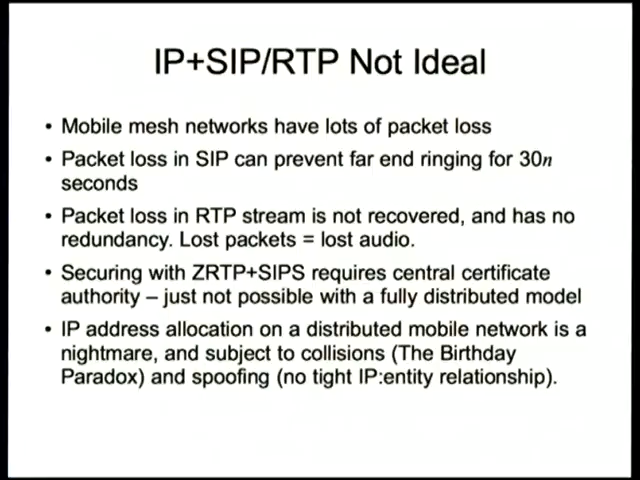 IP+SIP/RTP Not Ideal
• Mobile mesh networks have lots of packet loss
• Packet loss in SIP can prevent far end ringing for 30n
seconds
• Packet loss in RTP stream is not recovered, and has no
redundancy. Lost packets = lost audio.
• Securing with ZRTP+SIPS requires central certificate
authority – just not possible with a fully distributed model
• IP address allocation on a distributed mobile network is a
nightmare, and subject to collisions (The Birthday
Paradox) and spoofing (no tight IP:entity relationship).